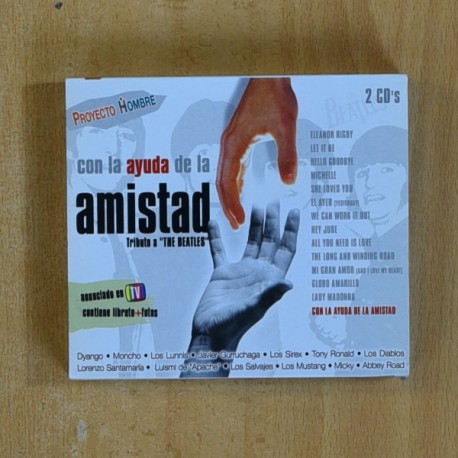 PROYECTO HOMBRE
2 CD's
BEATLES
con la ayuda de la
amistad
Tributo a "THE BEATLES"
ELEANOR RIGBY
LET IT BE
HELLO GOODBYE
MICHELLE
SHE LOVES YOU
EL AYER (YESTERDAY)
WE CAN WORK IT OUT
HEY JUDE
ALL YOU NEED IS LOVE
THE LONG AND WINDING ROAD
MI GRAN AMOR (AND I LOVE MY HEART)
GLOBO AMARILLO
LADY MADONNA
CON LA AYUDA DE LA AMISTAD
anunciado en TV
contiene libreto+fotos
Dyango • Moncho • Los Lunnis • Javier Gurruchaga • Los Sirex • Tony Ronald • Los Diablos
Lorenzo Santamaría • Luismi de "Apache" • Los Salvajes • Los Mustang • Micky • Abbey Road